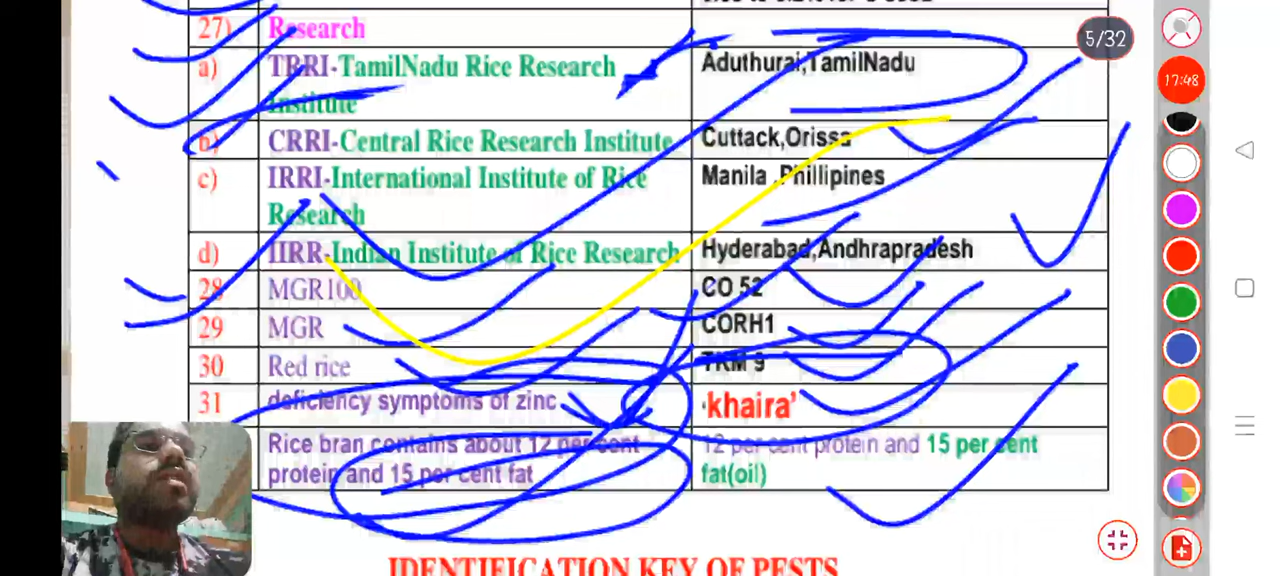 27) Research
5/32
17:48
a) TRRI-TamilNadu Rice Research Aduthurai,TamilNadu
Institute
b) CRRI-Central Rice Research Institute Cuttack,Orissa
c) IRRI-International Institute of Rice Manila ,Phillipines
Research
d) IIRR-Indian Institute of Rice Research Hyderabad,Andhrapradesh
28 MGR100 CO 52
29 MGR CORH1
30 Red rice TKM 9
31 deficiency symptoms of zinc 'khaira'
Rice bran contains about 12 per cent 12 per cent protein and 15 per cent
protein and 15 per cent fat fat(oil)
IDENTIFICATION KEY OF PESTS